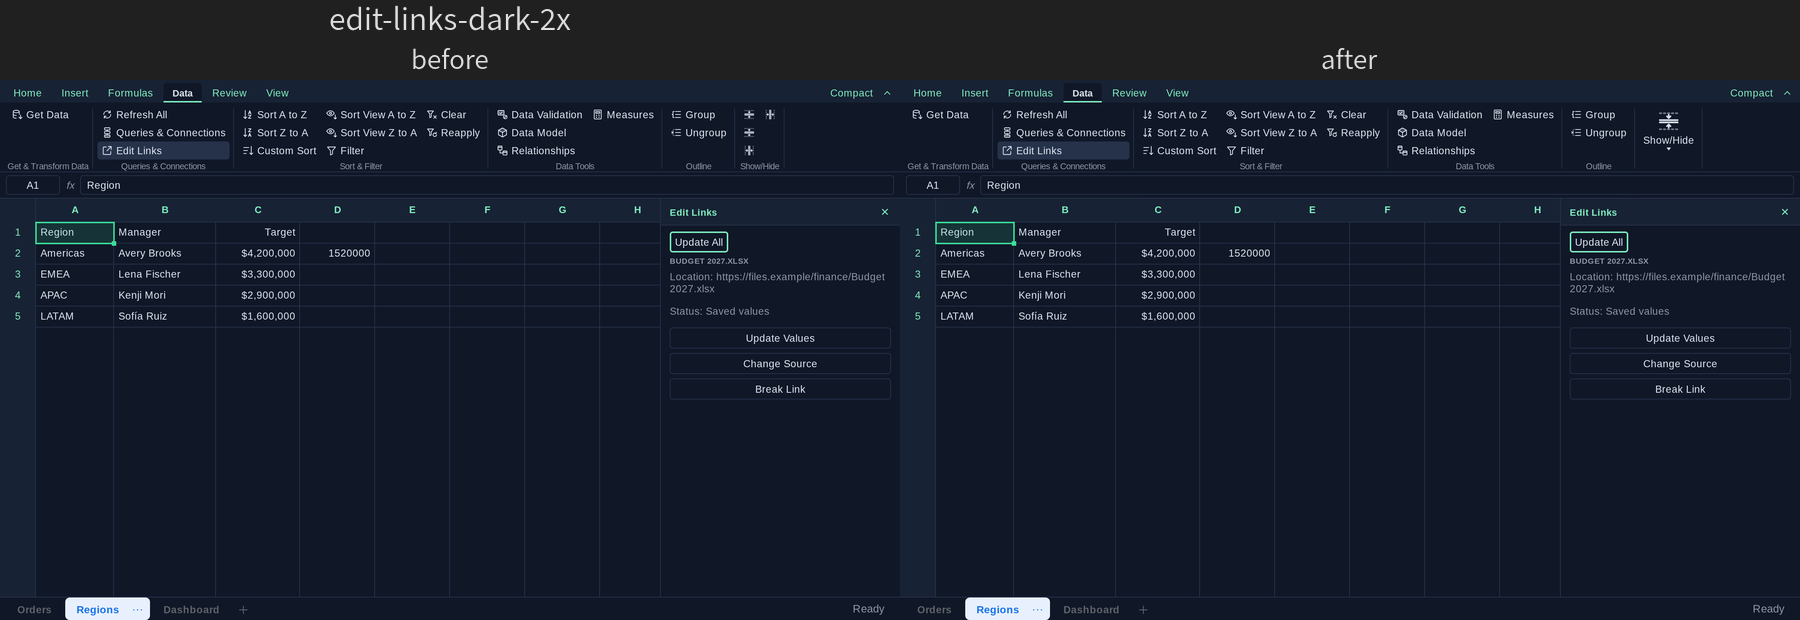 edit-links-dark-2x
before
after
Home Insert Formulas Data Review View Compact
Get Data Refresh All Sort A to Z Sort View A to Z Clear Data Validation Measures Group
Queries & Connections Sort Z to A Sort View Z to A Reapply Data Model Ungroup
Edit Links Custom Sort Filter Relationships
Get & Transform Data Queries & Connections Sort & Filter Data Tools Outline Show/Hide
A1 fx Region
A B C D E F G H
1 Region Manager Target
2 Americas Avery Brooks $4,200,000 1520000
3 EMEA Lena Fischer $3,300,000
4 APAC Kenji Mori $2,900,000
5 LATAM Sofía Ruiz $1,600,000
Edit Links ×
Update All
BUDGET 2027.XLSX
Location: https://files.example/finance/Budget
2027.xlsx
Status: Saved values
Update Values
Change Source
Break Link
Orders Regions ··· Dashboard + Ready
Home Insert Formulas Data Review View Compact
Get Data Refresh All Sort A to Z Sort View A to Z Clear Data Validation Measures Group
Queries & Connections Sort Z to A Sort View Z to A Reapply Data Model Ungroup Show/Hide
Edit Links Custom Sort Filter Relationships
Get & Transform Data Queries & Connections Sort & Filter Data Tools Outline
A1 fx Region
A B C D E F G H
1 Region Manager Target
2 Americas Avery Brooks $4,200,000 1520000
3 EMEA Lena Fischer $3,300,000
4 APAC Kenji Mori $2,900,000
5 LATAM Sofía Ruiz $1,600,000
Edit Links ×
Update All
BUDGET 2027.XLSX
Location: https://files.example/finance/Budget
2027.xlsx
Status: Saved values
Update Values
Change Source
Break Link
Orders Regions ··· Dashboard + Ready